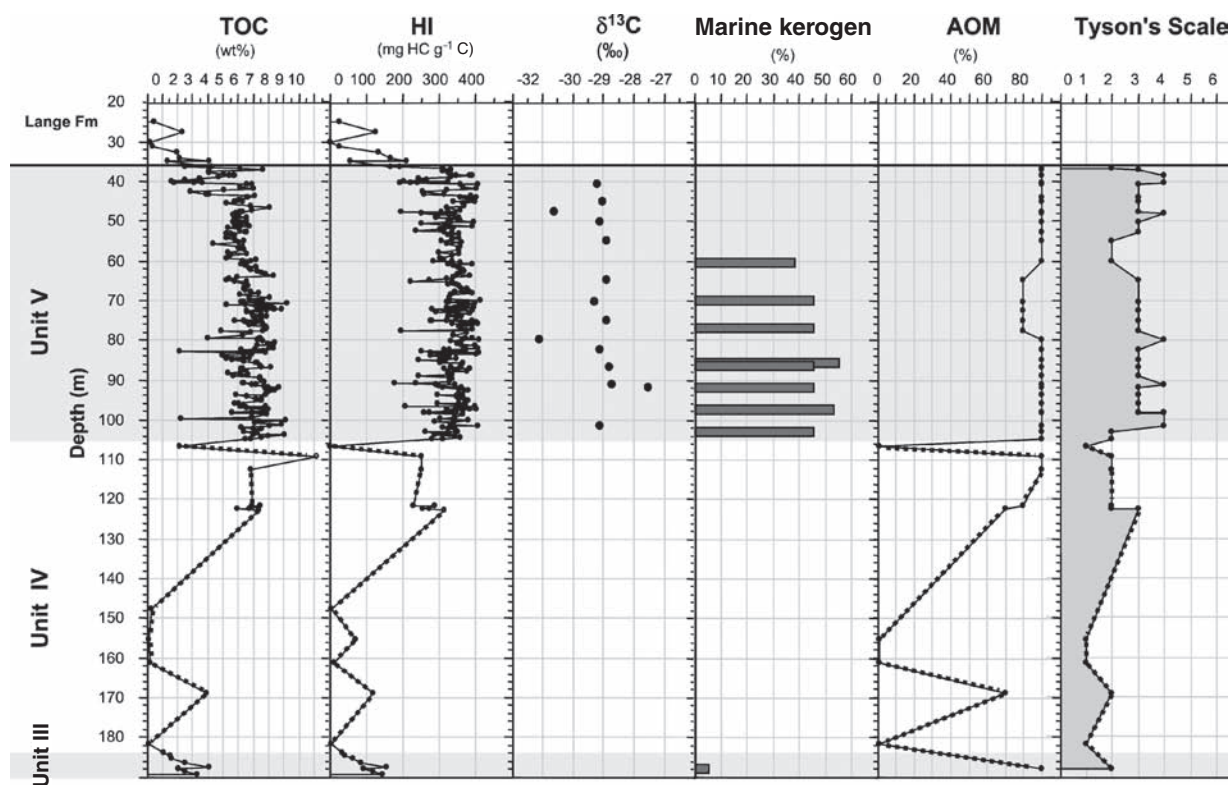 TOC HI δ¹³C Marine kerogen AOM Tyson's Scale
(wt%) (mg HC g⁻¹ C) (‰) (%) (%)
0 1 2 3 4 5 6 7 8 9 10 0 100 200 300 400 -32 -30 -29 -27 0 10 20 30 40 50 60 0 20 40 60 80 0 1 2 3 4 5 6
20
Lange Fm
30
40
50
60
Unit V
70
80
Depth (m)
90
100
110
120
130
140
Unit IV
150
160
170
180
Unit III